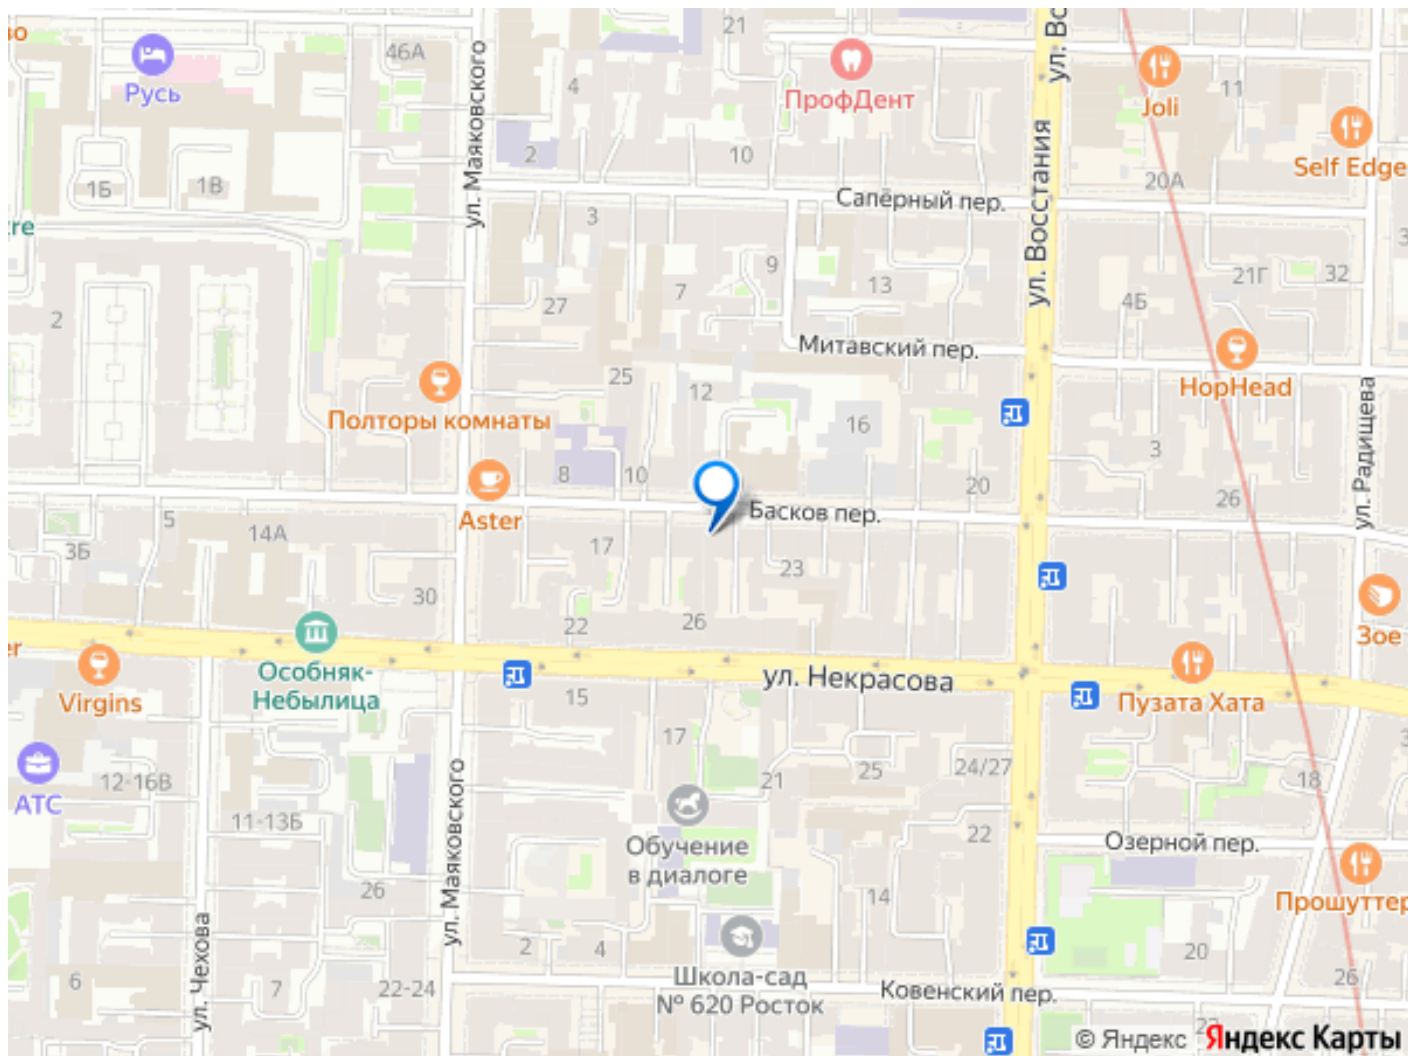 21
ул. Вос
во
46А
Русь
4
ПрофДент
Joli
11
ул. Маяковского
2
10
ул. Восстания
Self Edge
1Б
1В
20А
Сапёрный пер.
3
cre
9
7
13
21Г
32
27
4Б
2
Митавский пер.
25
12
HopHead
Полторы комнаты
16
ул. Радищева
3
8
10
20
26
Aster
Басков пер.
5
14А
3Б
17
23
30
22
26
Зое
er
Особняк-
Небылица
ул. Некрасова
Virgins
15
Пузата Хата
17
24/27
12-16В
21
25
18
АТС
11-13Б
ул. Маяковского
22
Озерной пер.
Обучение
в диалоге
26
14
Прошуттер
ул. Чехова
2
4
20
6
7
22-24
Школа-сад
№ 620 Росток
Ковенский пер.
26
© Яндекс
Яндекс Карты